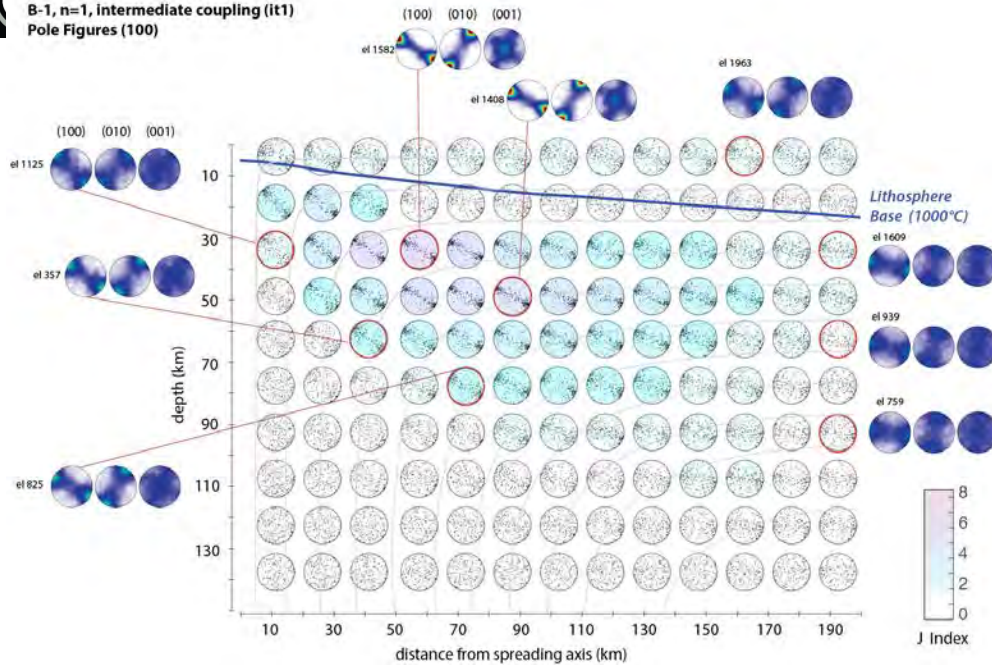 B-1, n=1, intermediate coupling (it1)
Pole Figures (100)
(100) (010) (001)
el 1582
el 1408
el 1963
(100) (010) (001)
el 1125
el 357
el 825
Lithosphere
Base (1000°C)
el 1609
el 939
el 759
depth (km)
10
30
50
70
90
110
130
10 30 50 70 90 110 130 150 170 190
distance from spreading axis (km)
8
6
4
2
0
J Index